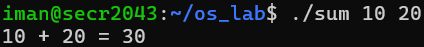 iman@secr2043:~/os_lab$ ./sum 10 20
10 + 20 = 30